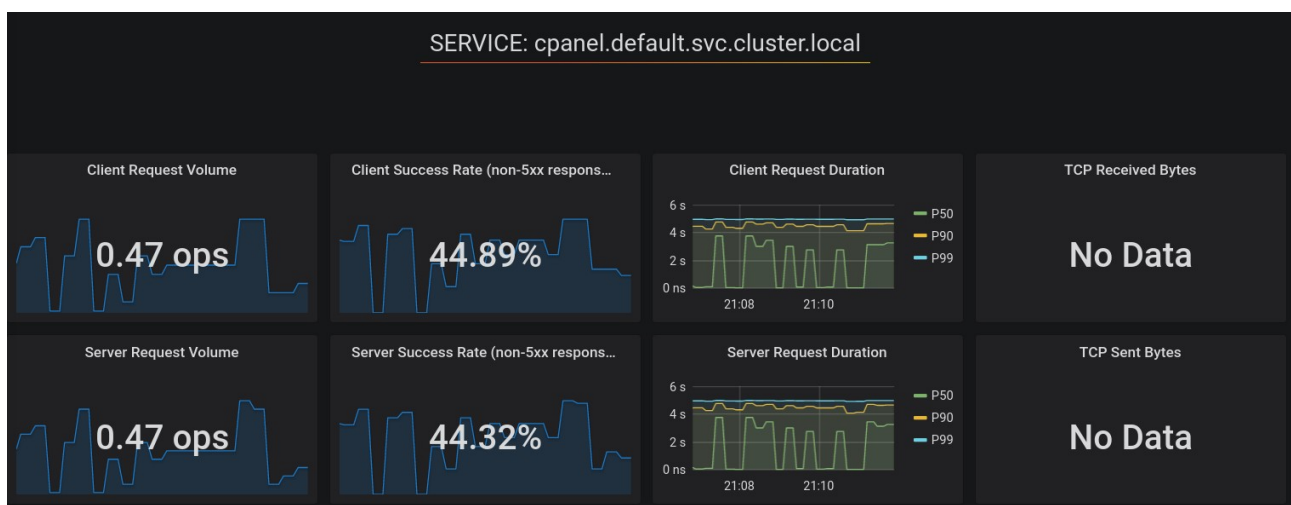 SERVICE: cpanel.default.svc.cluster.local
Client Request Volume
0.47 ops
Client Success Rate (non-5xx respons...
44.89%
Client Request Duration
6 s
4 s
2 s
0 ns
21:08 21:10
P50
P90
P99
TCP Received Bytes
No Data
Server Request Volume
0.47 ops
Server Success Rate (non-5xx respons...
44.32%
Server Request Duration
6 s
4 s
2 s
0 ns
21:08 21:10
P50
P90
P99
TCP Sent Bytes
No Data